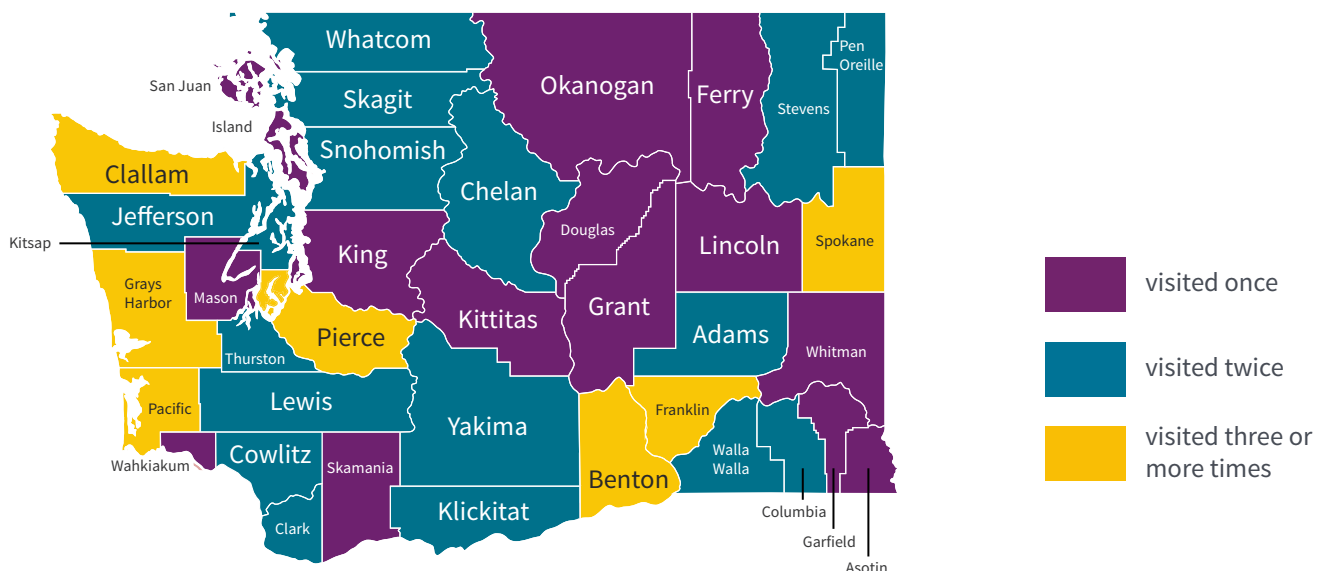 Whatcom
Okanogan
Pen
Oreille
San Juan
Skagit
Ferry
Stevens
Island
Snohomish
Clallam
Chelan
Jefferson
Douglas
Kitsap
King
Lincoln
Spokane
Grays
Harbor
Mason
Grant
Kittitas
Pierce
Adams
Thurston
Whitman
Lewis
Pacific
Franklin
Yakima
Wahkiakum
Cowlitz
Skamania
Walla
Walla
Benton
Klickitat
Clark
Columbia
Garfield
Asotin
visited once
visited twice
visited three or
more times